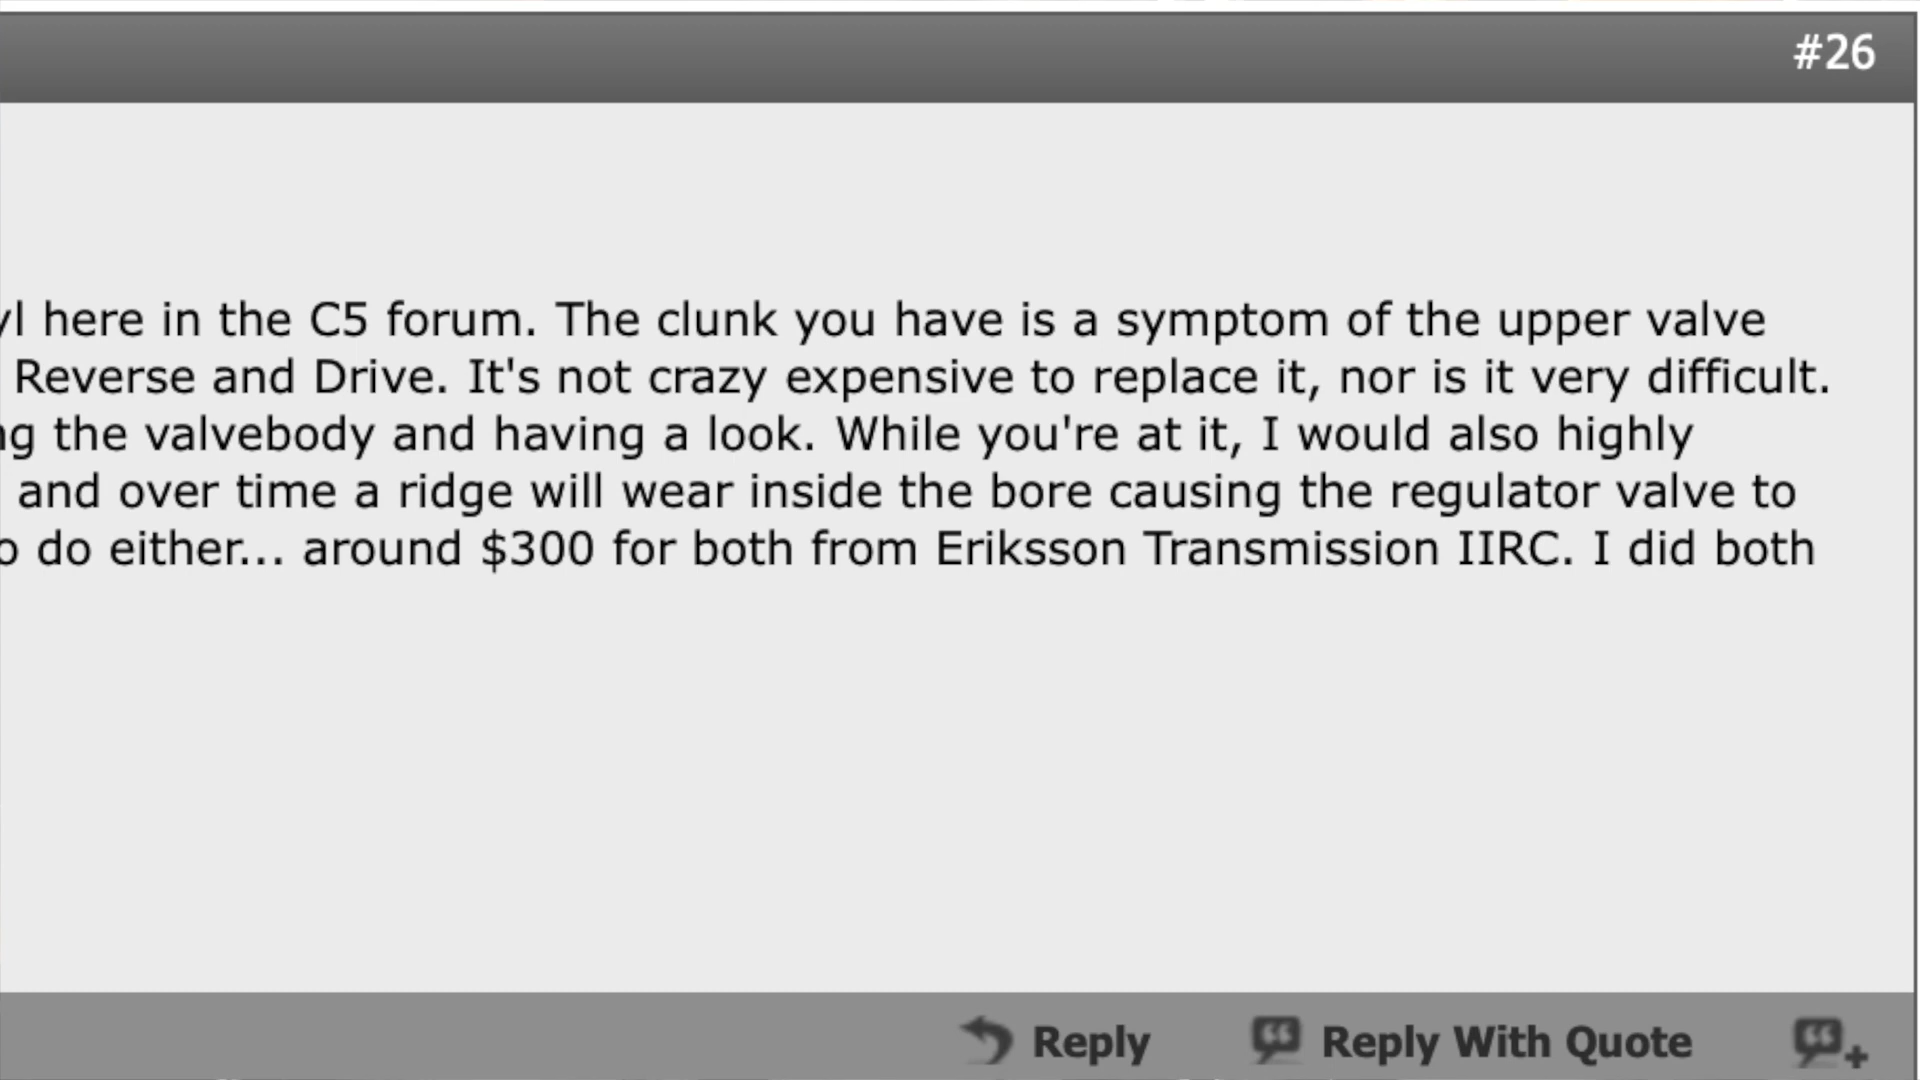 #26
here in the C5 forum. The clunk you have is a symptom of the upper valve
Reverse and Drive. It's not crazy expensive to replace it, nor is it very difficult.
the valvebody and having a look. While you're at it, I would also highly
and over time a ridge will wear inside the bore causing the regulator valve to
do either... around $300 for both from Eriksson Transmission IIRC. I did both
Reply
Reply With Quote